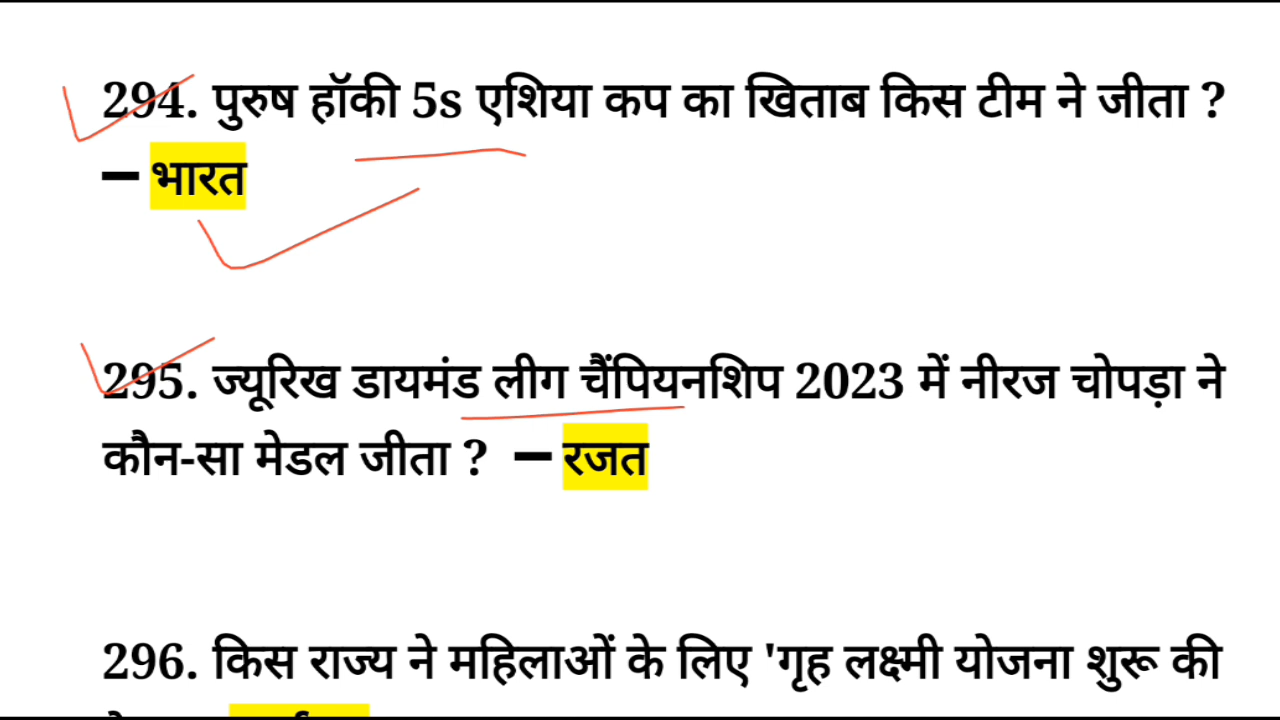 294. पुरुष हॉकी 5s एशिया कप का खिताब किस टीम ने जीता ?
– भारत
295. ज्यूरिख डायमंड लीग चैंपियनशिप 2023 में नीरज चोपड़ा ने
कौन-सा मेडल जीता ? – रजत
296. किस राज्य ने महिलाओं के लिए 'गृह लक्ष्मी योजना शुरू की